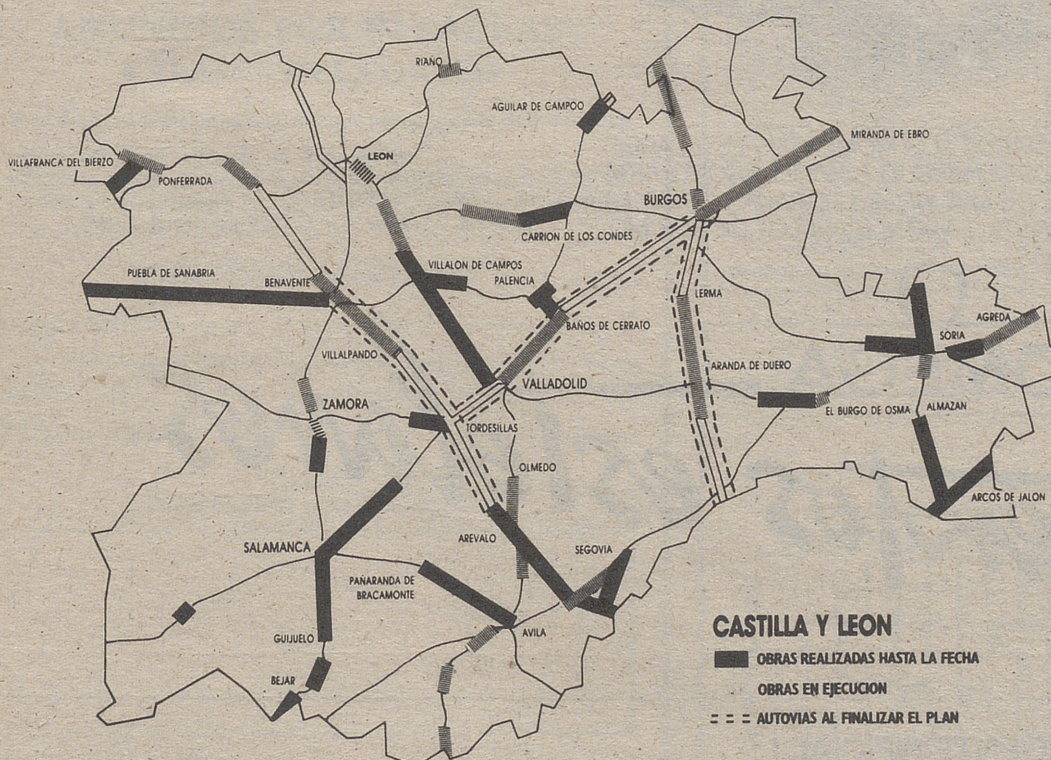 RIAÑO
AGUILAR DE CAMPOO
MIRANDA DE EBRO
LEON
VILLAFRANCA DEL BIERZO
PONFERRADA
BURGOS
CARRION DE LOS CONDES
VILLALON DE CAMPOS
PUEBLA DE SANABRIA
BENAVENTE
PALENCIA
LERMA
BAÑOS DE CERRATO
AGREDA
SORIA
VILLALPANDO
ARANDA DE DUERO
VALLADOLID
ZAMORA
EL BURGO DE OSMA
ALMAZAN
TORDESILLAS
OLMEDO
ARCOS DE JALON
AREVALO
SEGOVIA
SALAMANCA
PAÑARANDA DE
BRACAMONTE
AVILA
GUIJUELO
BEJAR
CASTILLA Y LEON
OBRAS REALIZADAS HASTA LA FECHA
OBRAS EN EJECUCION
AUTOVIAS AL FINALIZAR EL PLAN